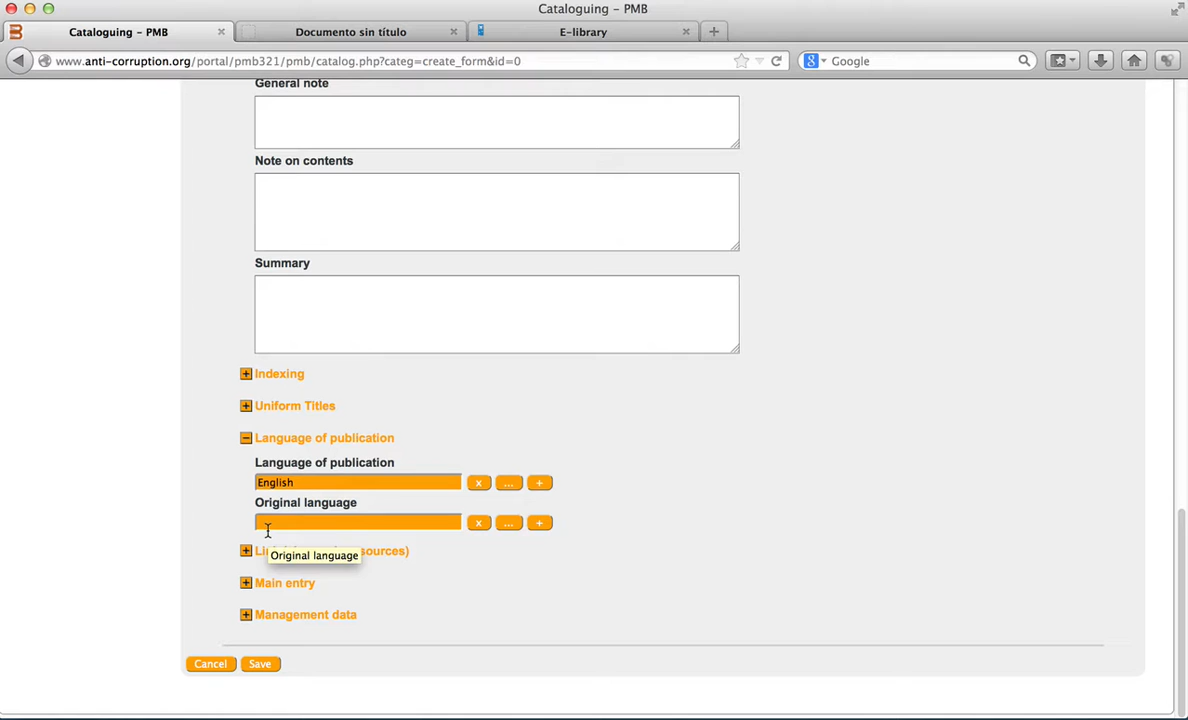 Cataloguing – PMB
Cataloguing – PMB
Documento sin título
E-library
www.anti-corruption.org/portal/pmb321/pmb/catalog.php?categ=create_form&id=0
Google
General note
Note on contents
Summary
Indexing
Uniform Titles
Language of publication
Language of publication
English x ... +
Original language
x ... +
sources)
Original language
Main entry
Management data
Cancel Save